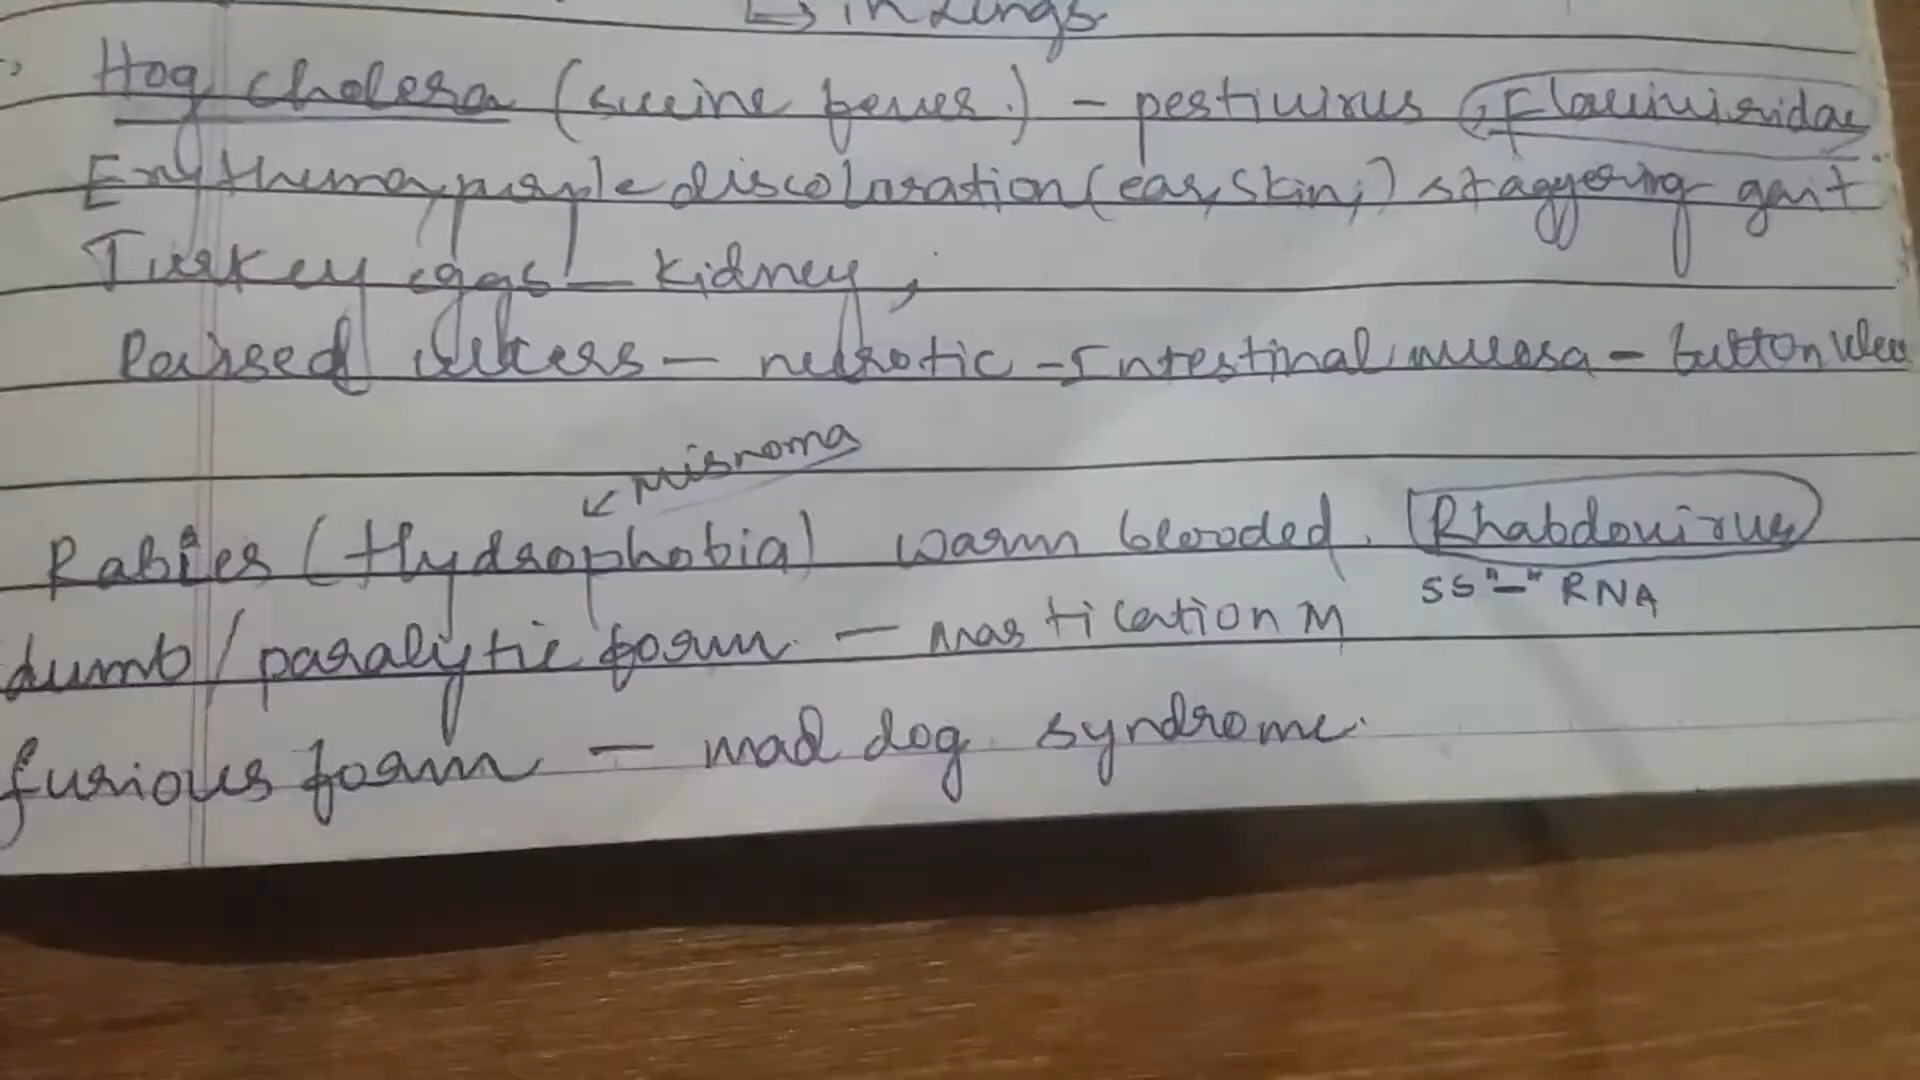 ↳ in Lungs.
Hog cholera (swine fever.) - pestivirus (Flaviviridae
Erythema, purple discoloration (ear, skin,) staggering gait
Turkey eggs - kidney,
Raised ulcers - necrotic - Intestinal mucosa - button ulcer
↙ misnoma
Rabies (Hydrophobia) warm blooded. Rhabdovirus
ss"-" RNA
dumb/paralytic form. - mastication M
furious form - mad dog syndrome.